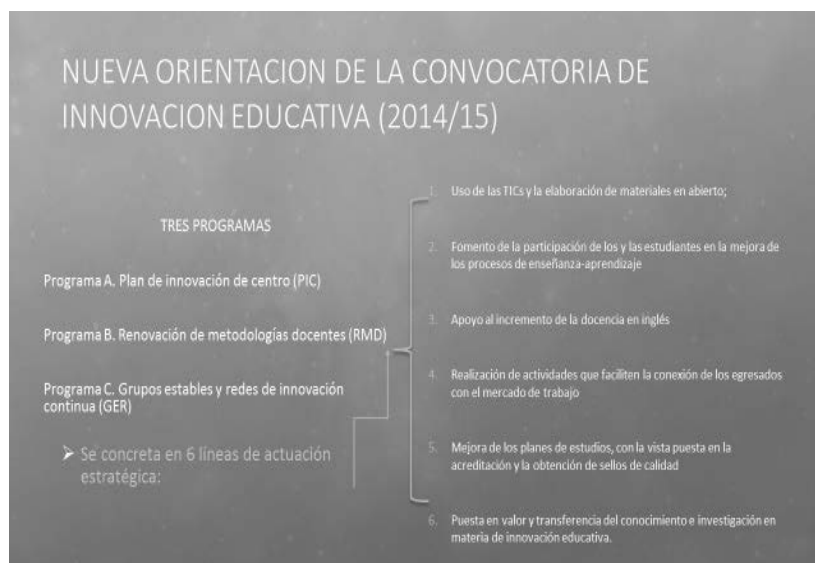 NUEVA ORIENTACION DE LA CONVOCATORIA DE
INNOVACION EDUCATIVA (2014/15)
TRES PROGRAMAS
Programa A. Plan de innovación de centro (PIC)
Programa B. Renovación de metodologías docentes (RMD)
Programa C. Grupos estables y redes de innovación
continua (GER)
➤ Se concreta en 6 líneas de actuación
estratégica:
1. Uso de las TICs y la elaboración de materiales en abierto;
2. Fomento de la participación de los y las estudiantes en la mejora de
los procesos de enseñanza-aprendizaje
3. Apoyo al incremento de la docencia en inglés
4. Realización de actividades que faciliten la conexión de los egresados
con el mercado de trabajo
5. Mejora de los planes de estudios, con la vista puesta en la
acreditación y la obtención de sellos de calidad
6. Puesta en valor y transferencia del conocimiento e investigación en
materia de innovación educativa.